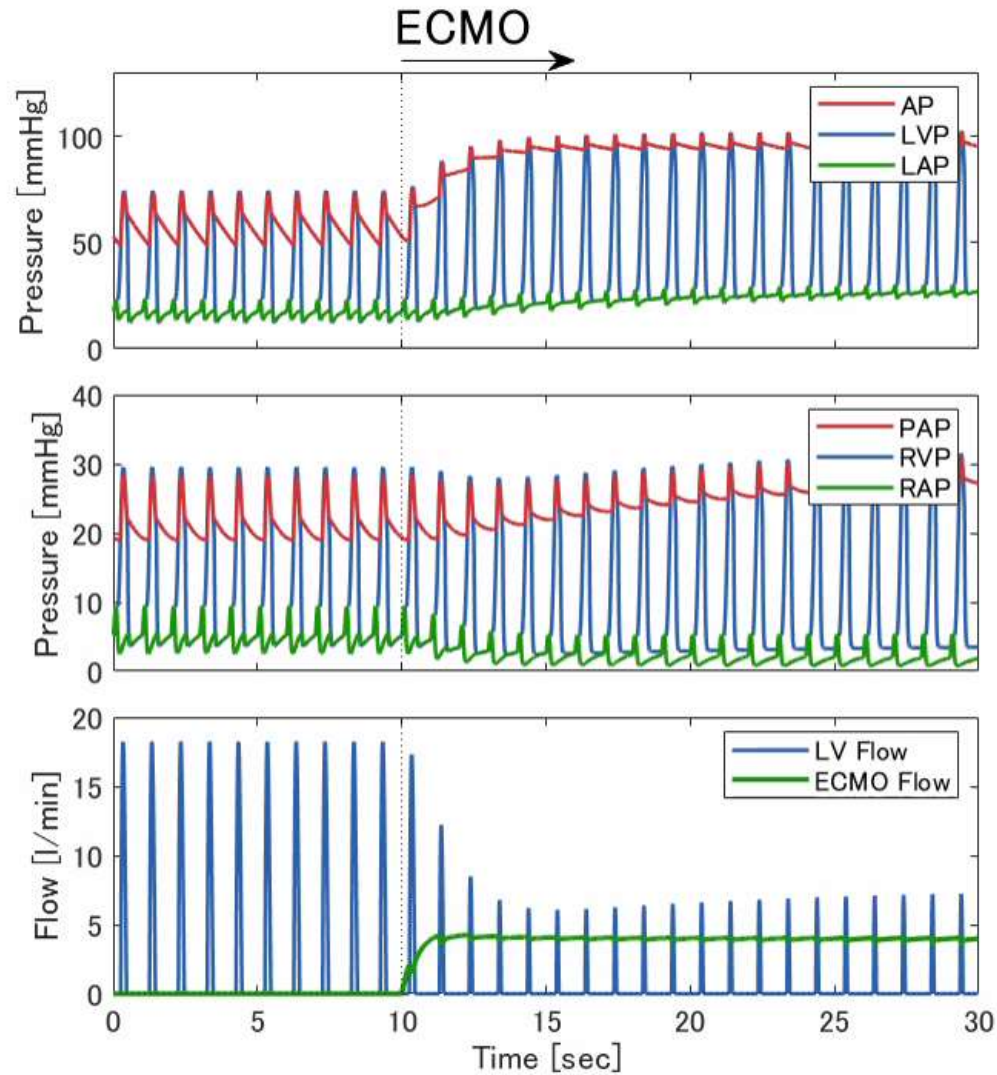 ECMO
Pressure [mmHg]
100
50
0
AP
LVP
LAP
Pressure [mmHg]
40
30
20
10
0
PAP
RVP
RAP
Flow [l/min]
20
15
10
5
0
LV Flow
ECMO Flow
0 5 10 15 20 25 30
Time [sec]